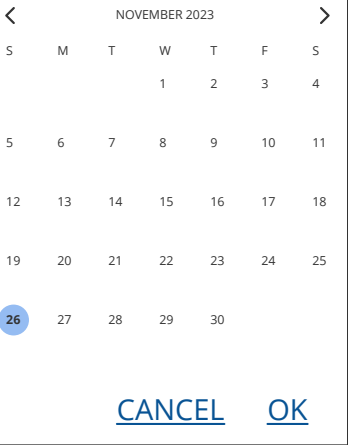 NOVEMBER 2023
S M T W T F S
1 2 3 4
5 6 7 8 9 10 11
12 13 14 15 16 17 18
19 20 21 22 23 24 25
26 27 28 29 30
CANCEL OK